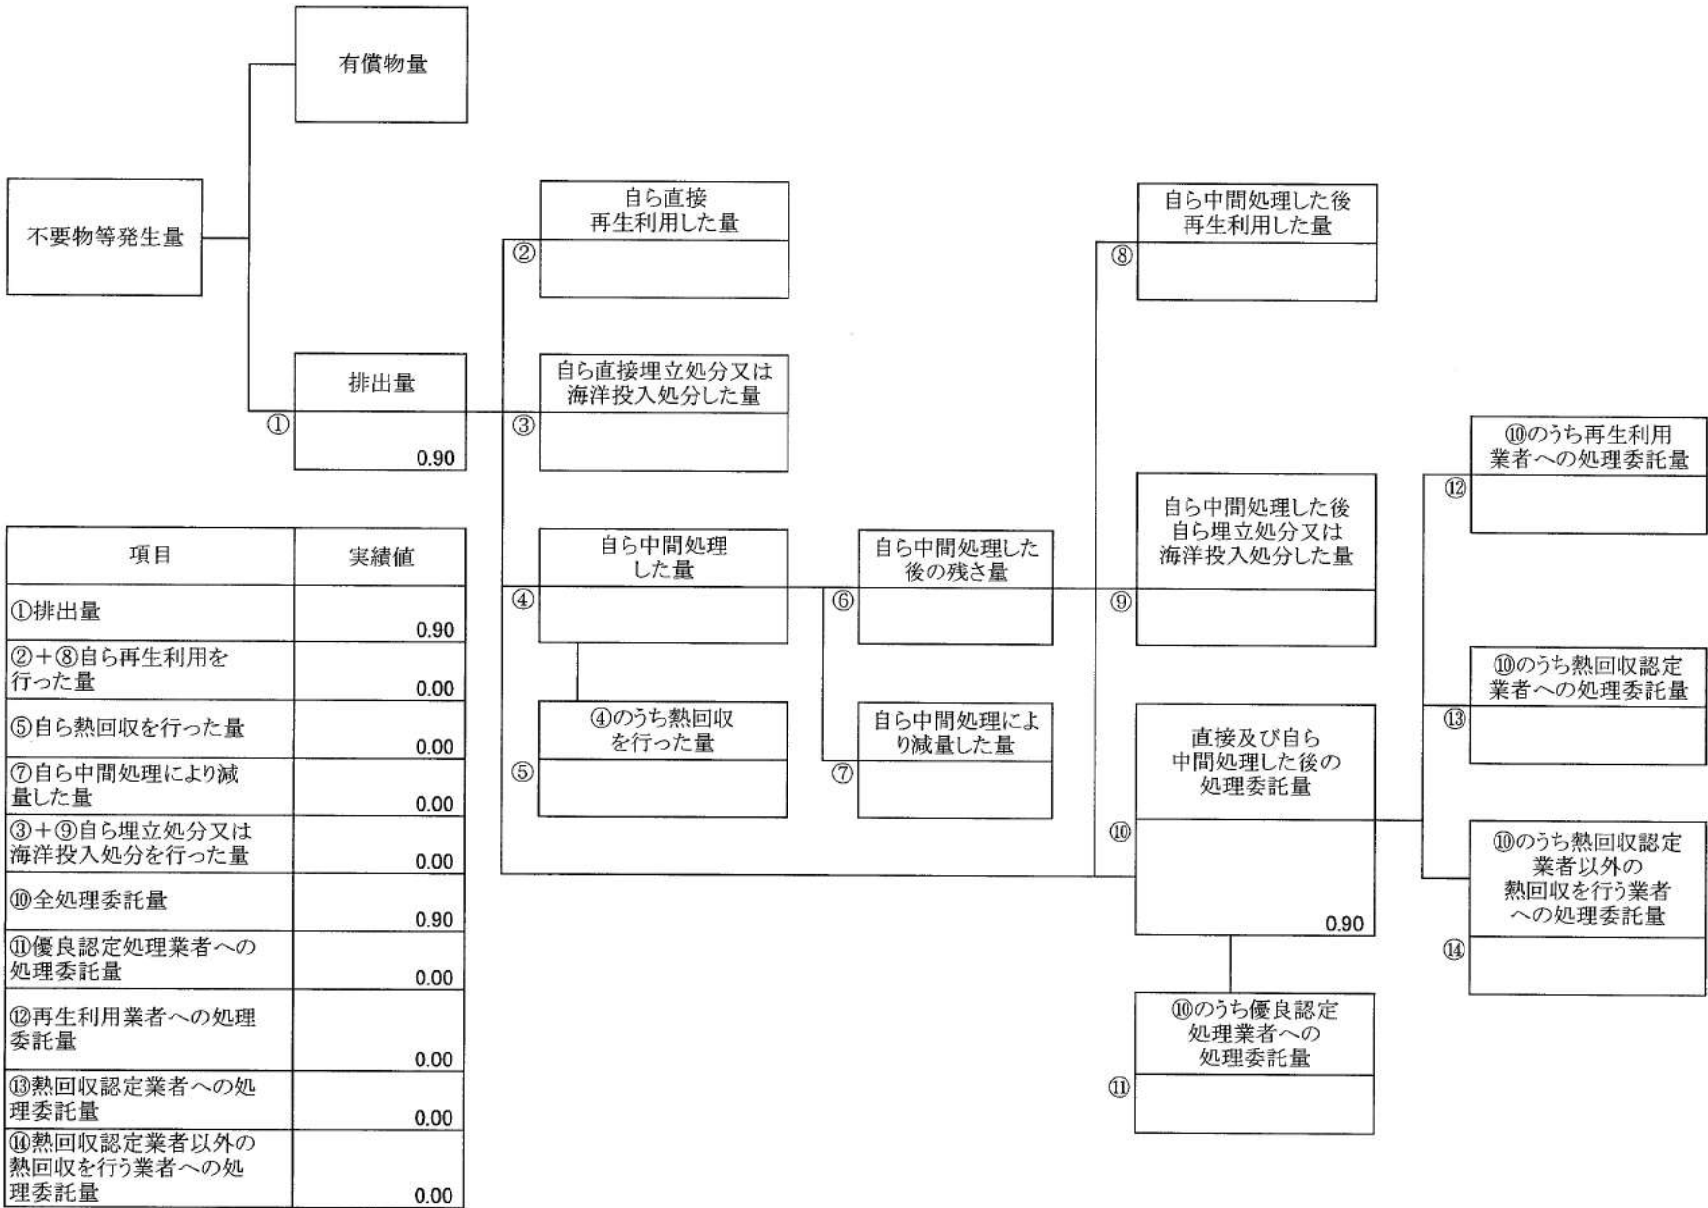 有償物量
不要物等発生量
排出量
①
0.90
自ら直接
再生利用した量
②
自ら直接埋立処分又は
海洋投入処分した量
③
自ら中間処理
した量
④
④のうち熱回収
を行った量
⑤
自ら中間処理した
後の残さ量
⑥
自ら中間処理によ
り減量した量
⑦
自ら中間処理した後
再生利用した量
⑧
自ら中間処理した後
自ら埋立処分又は
海洋投入処分した量
⑨
直接及び自ら
中間処理した後の
処理委託量
⑩
0.90
⑩のうち優良認定
処理業者への
処理委託量
⑪
⑩のうち再生利用
業者への処理委託量
⑫
⑩のうち熱回収認定
業者への処理委託量
⑬
⑩のうち熱回収認定
業者以外の
熱回収を行う業者
への処理委託量
⑭
項目 実績値
①排出量
0.90
②+⑧自ら再生利用を
行った量
0.00
⑤自ら熱回収を行った量
0.00
⑦自ら中間処理により減
量した量
0.00
③+⑨自ら埋立処分又は
海洋投入処分を行った量
0.00
⑩全処理委託量
0.90
⑪優良認定処理業者への
処理委託量
0.00
⑫再生利用業者への処理
委託量
0.00
⑬熱回収認定業者への処
理委託量
0.00
⑭熱回収認定業者以外の
熱回収を行う業者への処
理委託量
0.00